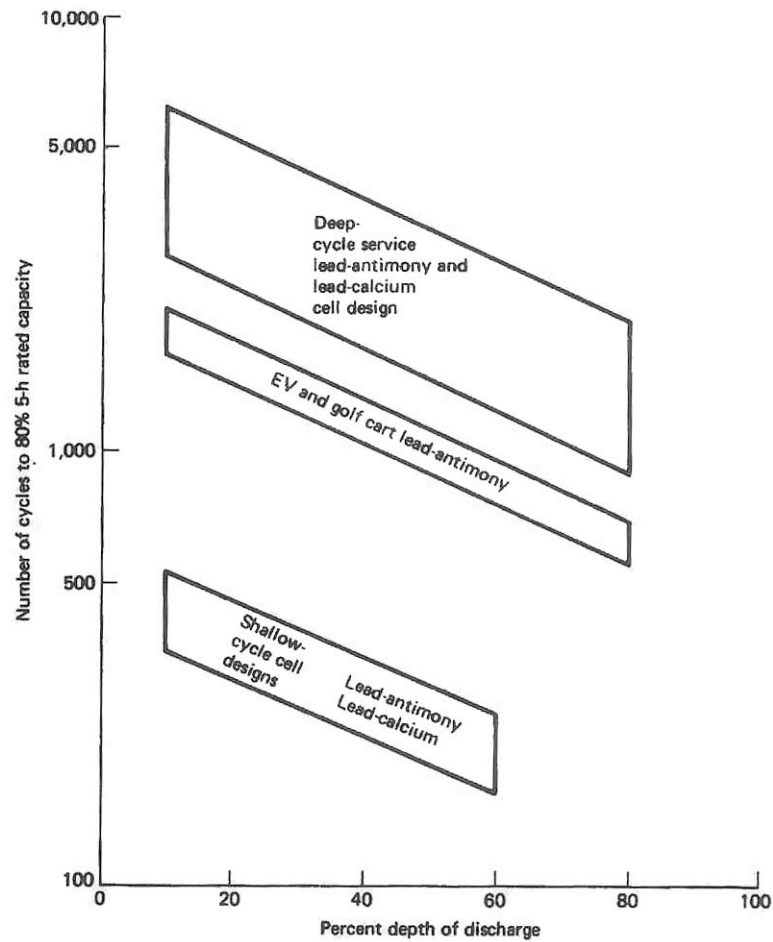 10,000
5,000
1,000
500
100
Number of cycles to 80% 5-h rated capacity
Deep-
cycle service
lead-antimony and
lead-calcium
cell design
EV and golf cart lead-antimony
Shallow-
cycle cell
designs
Lead-antimony
Lead-calcium
0 20 40 60 80 100
Percent depth of discharge